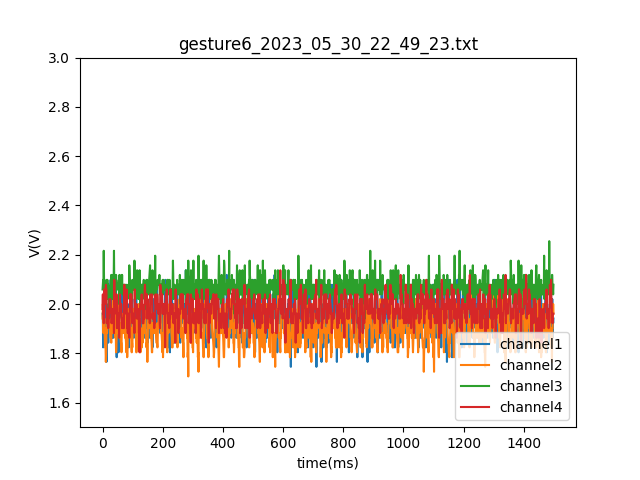 gesture6_2023_05_30_22_49_23.txt
V(V)
3.0
2.8
2.6
2.4
2.2
2.0
1.8
1.6
channel1
channel2
channel3
channel4
0 200 400 600 800 1000 1200 1400
time(ms)